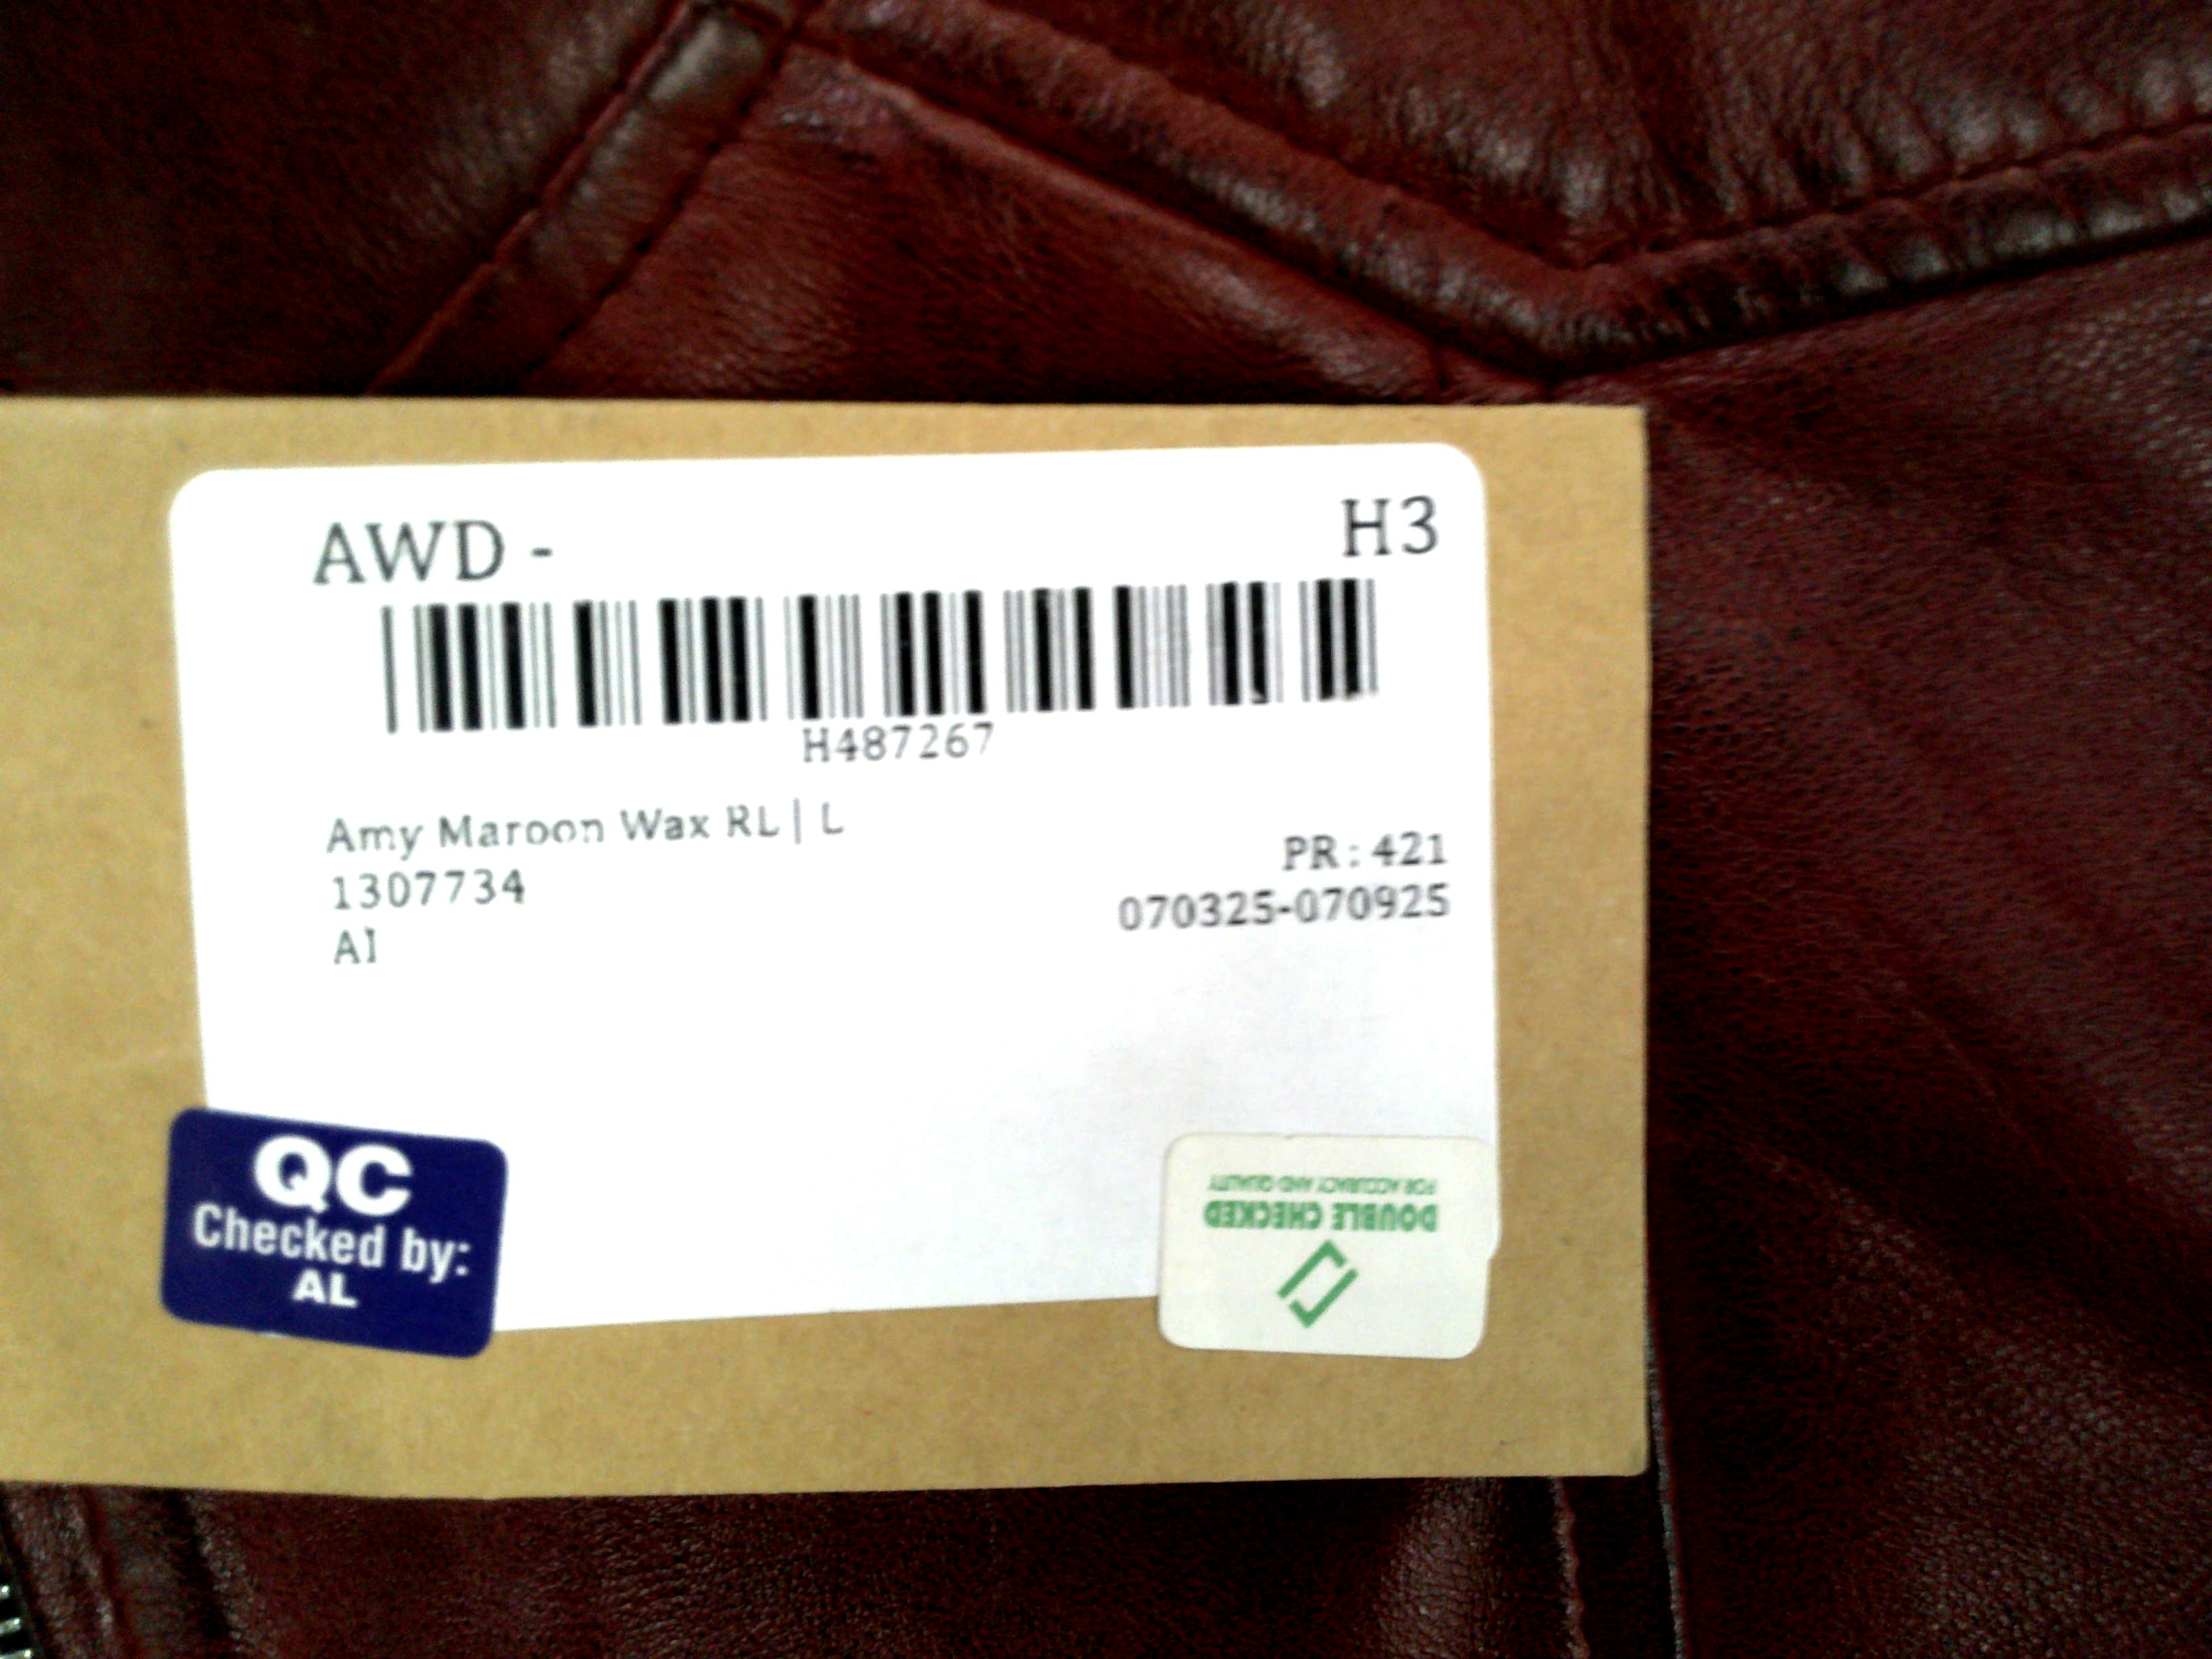 AWD - H3
H487267
Amy Maroon Wax RL | L
1307734
PR : 421
AI
070325-070925
QC
Checked by:
AL
DOUBLE CHECKED
FOR ACCURACY AND QUALITY